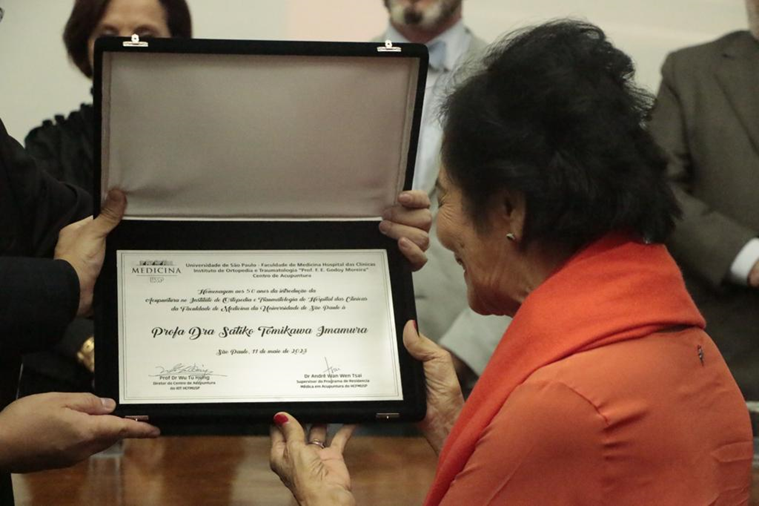 MEDICINA
USP
Universidade de São Paulo - Faculdade de Medicina Hospital das Clínicas
Instituto de Ortopedia e Traumatologia "Prof. F. E. Godoy Moreira"
Centro de Acupuntura
Homenagem aos 30 anos da introdução da
Acupuntura no Instituto de Ortopedia e Traumatologia do Hospital das Clínicas
da Faculdade de Medicina da Universidade de São Paulo à
Profa Dra Satiko Tomikawa Imamura
São Paulo, 11 de maio de 2019
Prof Dr Wu Tu Hsing
Diretor do Centro de Acupuntura
do IOT HCFMUSP
Dr André Wan Wen Tsai
Supervisor do Programa de Residência
Médica em Acupuntura do HCFMUSP